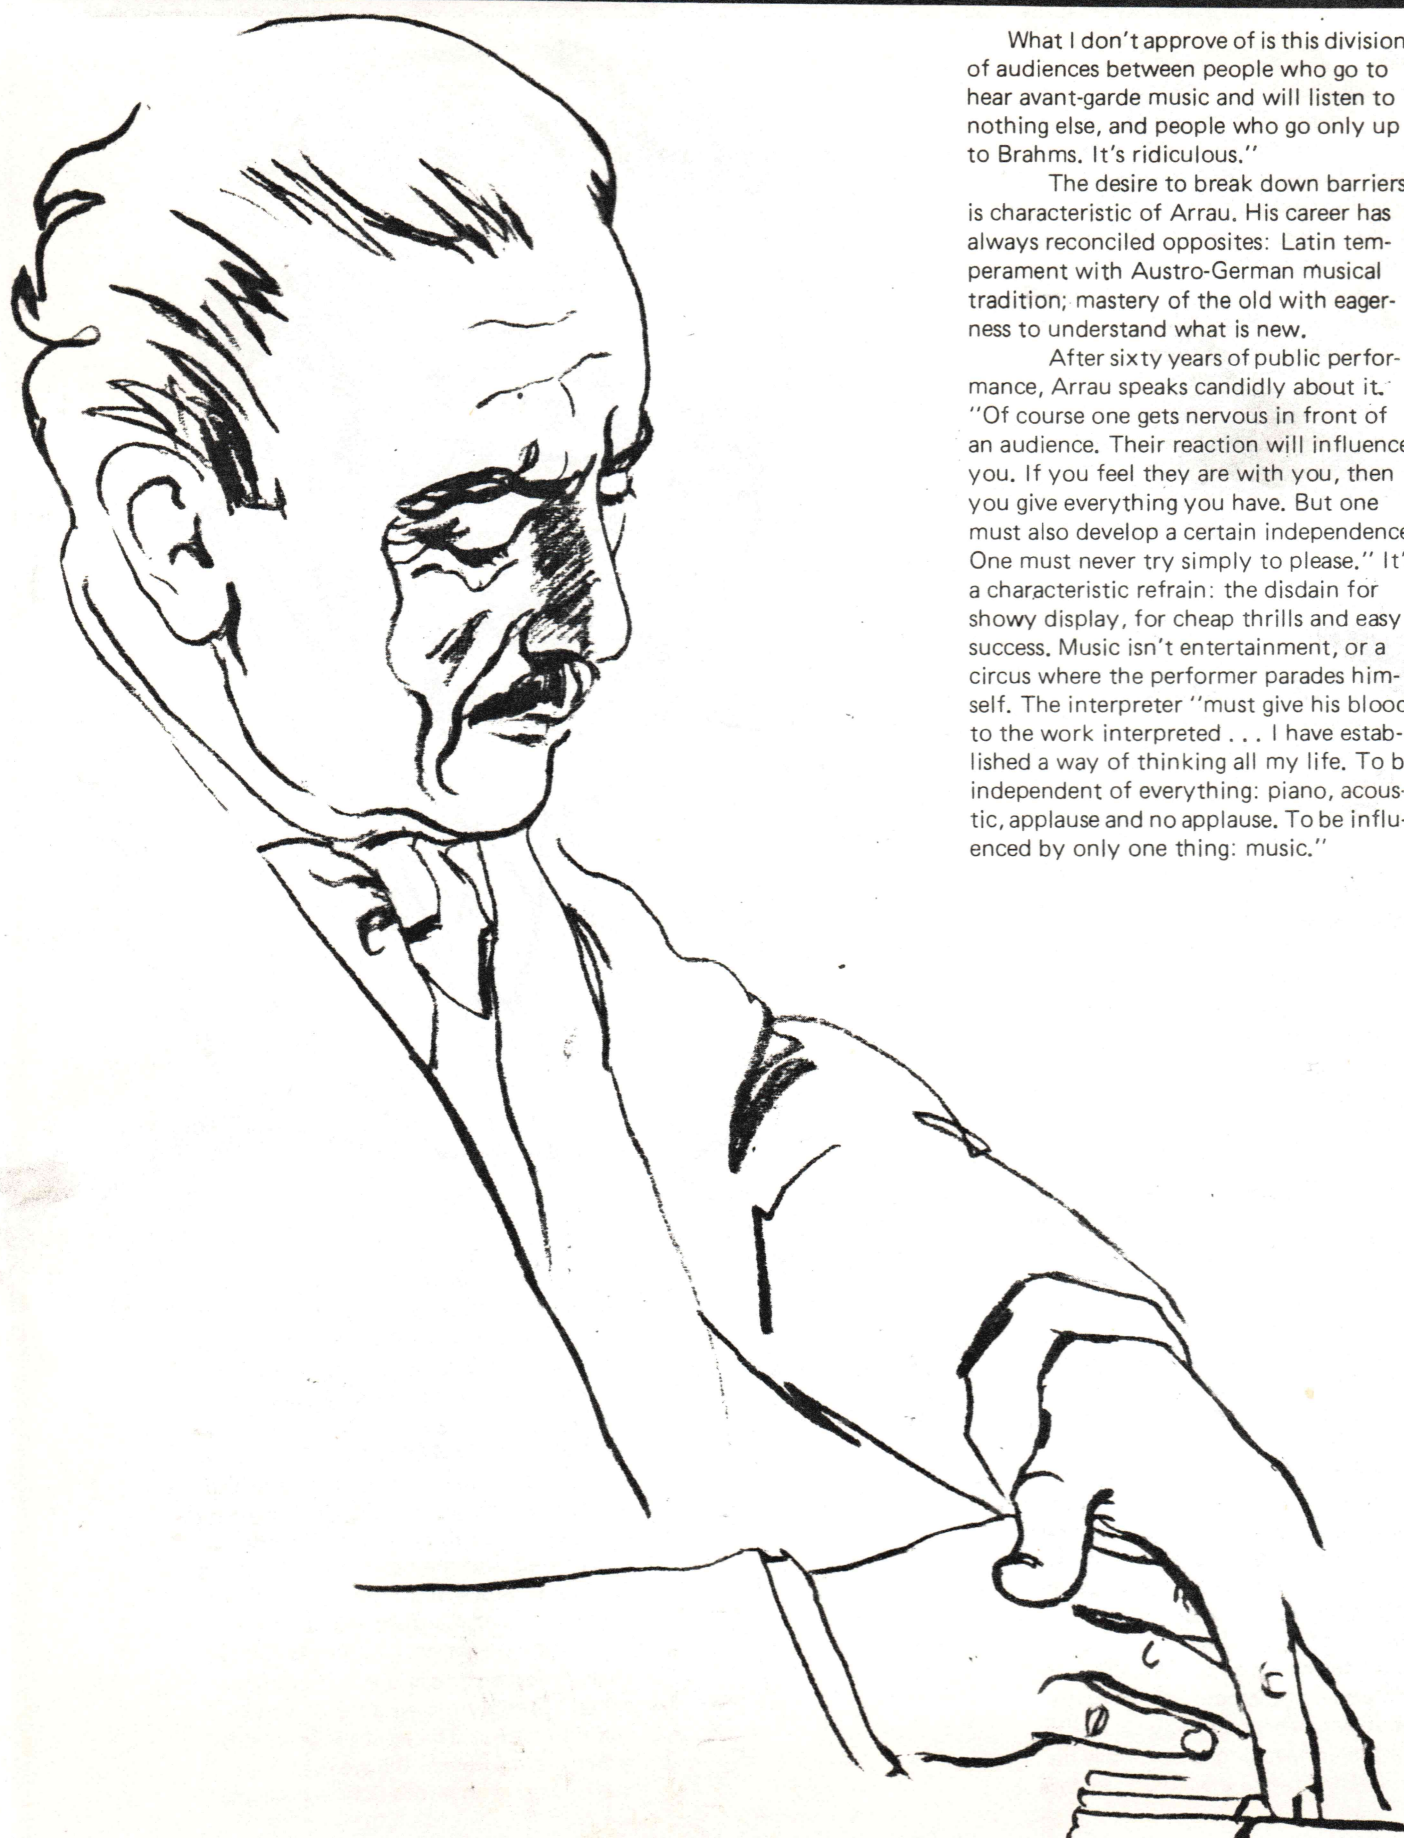 What I don't approve of is this division
of audiences between people who go to
hear avant-garde music and will listen to
nothing else, and people who go only up
to Brahms. It's ridiculous."
The desire to break down barriers
is characteristic of Arrau. His career has
always reconciled opposites: Latin tem-
perament with Austro-German musical
tradition; mastery of the old with eager-
ness to understand what is new.
After sixty years of public perfor-
mance, Arrau speaks candidly about it.
"Of course one gets nervous in front of
an audience. Their reaction will influence
you. If you feel they are with you, then
you give everything you have. But one
must also develop a certain independence
One must never try simply to please." It'
a characteristic refrain: the disdain for
showy display, for cheap thrills and easy
success. Music isn't entertainment, or a
circus where the performer parades him-
self. The interpreter "must give his blood
to the work interpreted . . . I have estab-
lished a way of thinking all my life. To b
independent of everything: piano, acous-
tic, applause and no applause. To be influ-
enced by only one thing: music."